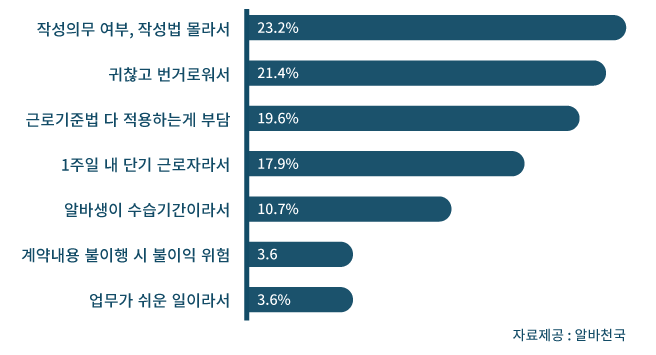 작성의무 여부, 작성법 몰라서 23.2%
귀찮고 번거로워서 21.4%
근로기준법 다 적용하는게 부담 19.6%
1주일 내 단기 근로자라서 17.9%
알바생이 수습기간이라서 10.7%
계약내용 불이행 시 불이익 위험 3.6
업무가 쉬운 일이라서 3.6%
자료제공 : 알바천국